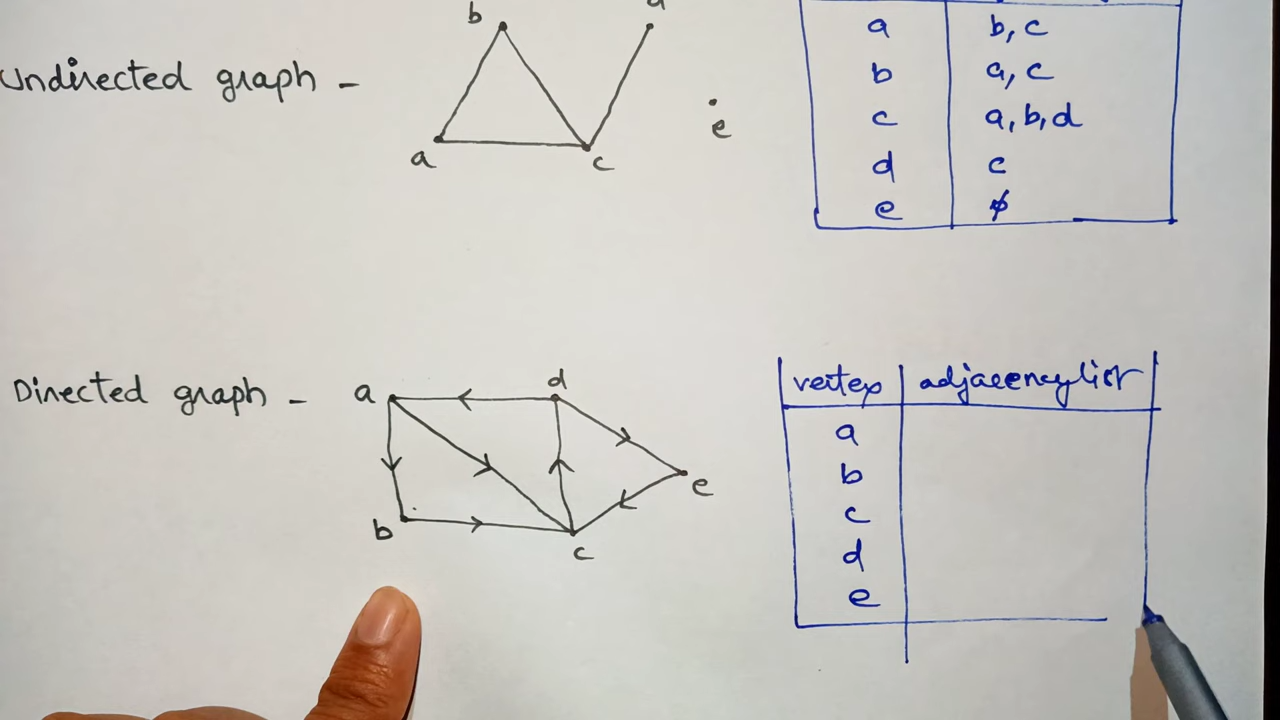 b
Undirected graph -
a
c
e
a b, c
b a, c
c a, b, d
d c
e ϕ
Directed graph -
a
d
b
c
e
vertex adjacency list
a
b
c
d
e